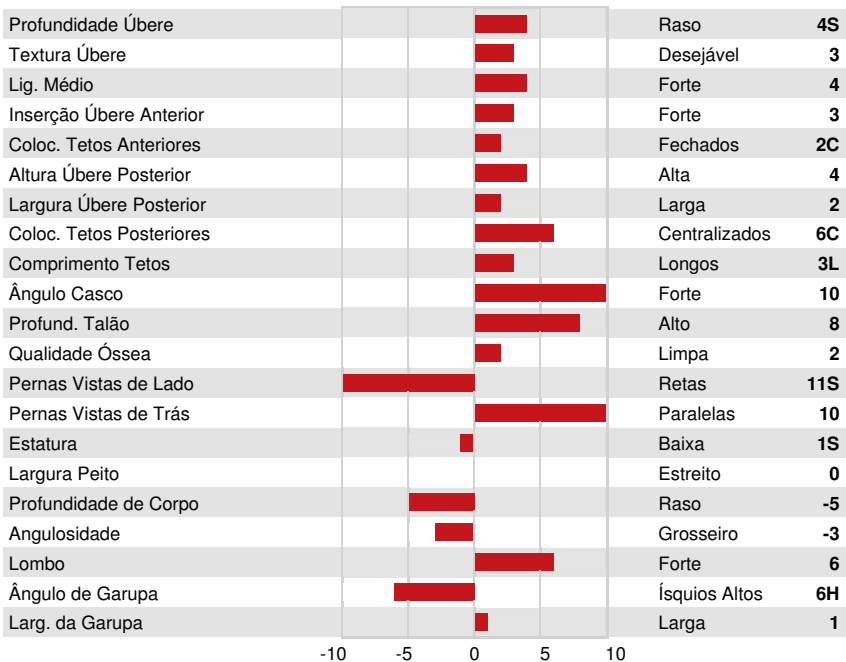 Profundidade Úbere Raso 4S
Textura Úbere Desejável 3
Lig. Médio Forte 4
Inserção Úbere Anterior Forte 3
Coloc. Tetos Anteriores Fechados 2C
Altura Úbere Posterior Alta 4
Largura Úbere Posterior Larga 2
Coloc. Tetos Posteriores Centralizados 6C
Comprimento Tetos Longos 3L
Ângulo Casco Forte 10
Profund. Talão Alto 8
Qualidade Óssea Limpa 2
Pernas Vistas de Lado Retas 11S
Pernas Vistas de Trás Paralelas 10
Estatura Baixa 1S
Largura Peito Estreito 0
Profundidade de Corpo Raso -5
Angulosidade Grosseiro -3
Lombo Forte 6
Ângulo de Garupa Ísquios Altos 6H
Larg. da Garupa Larga 1
-10 -5 0 5 10